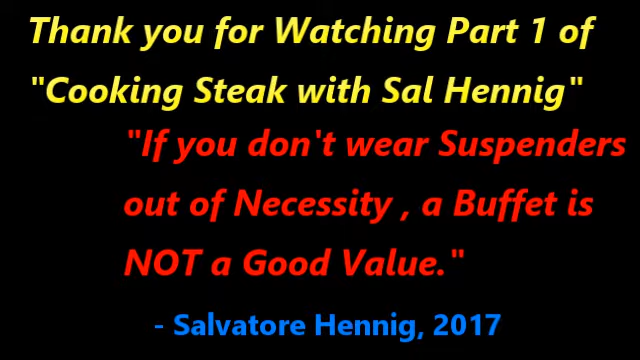 Thank you for Watching Part 1 of
"Cooking Steak with Sal Hennig"
"If you don't wear Suspenders
out of Necessity , a Buffet is
NOT a Good Value."
- Salvatore Hennig, 2017